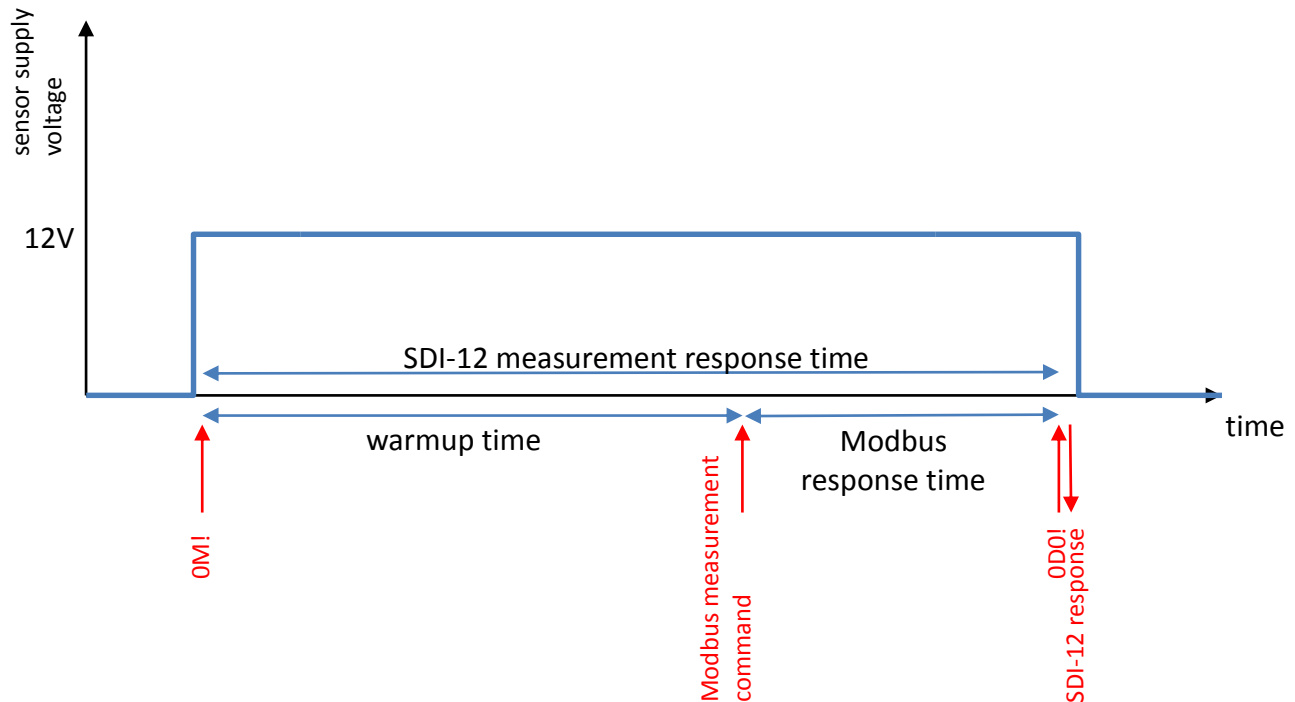 sensor supply
voltage
12V
SDI-12 measurement response time
warmup time
Modbus
response time
time
0M!
Modbus measurement
command
0D0!
SDI-12 response